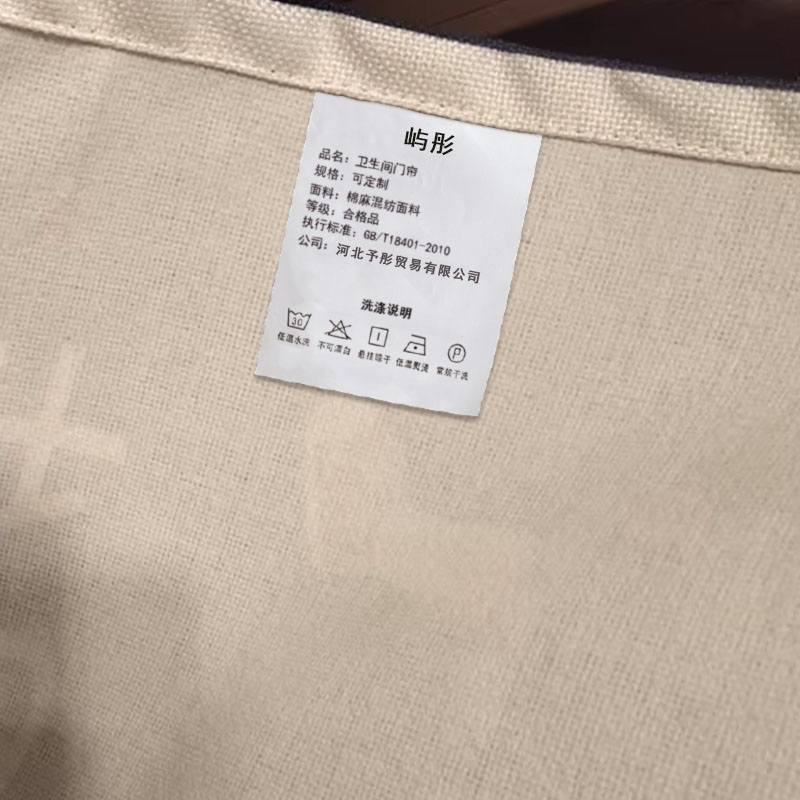 屿彤
品名：卫生间门帘
规格：可定制
面料：棉麻混纺面料
等级：合格品
执行标准：GB/T18401-2010
公司：河北予彤贸易有限公司
洗涤说明
30 P
低温水洗 不可漂白 悬挂晾干 低温熨烫 常规干洗